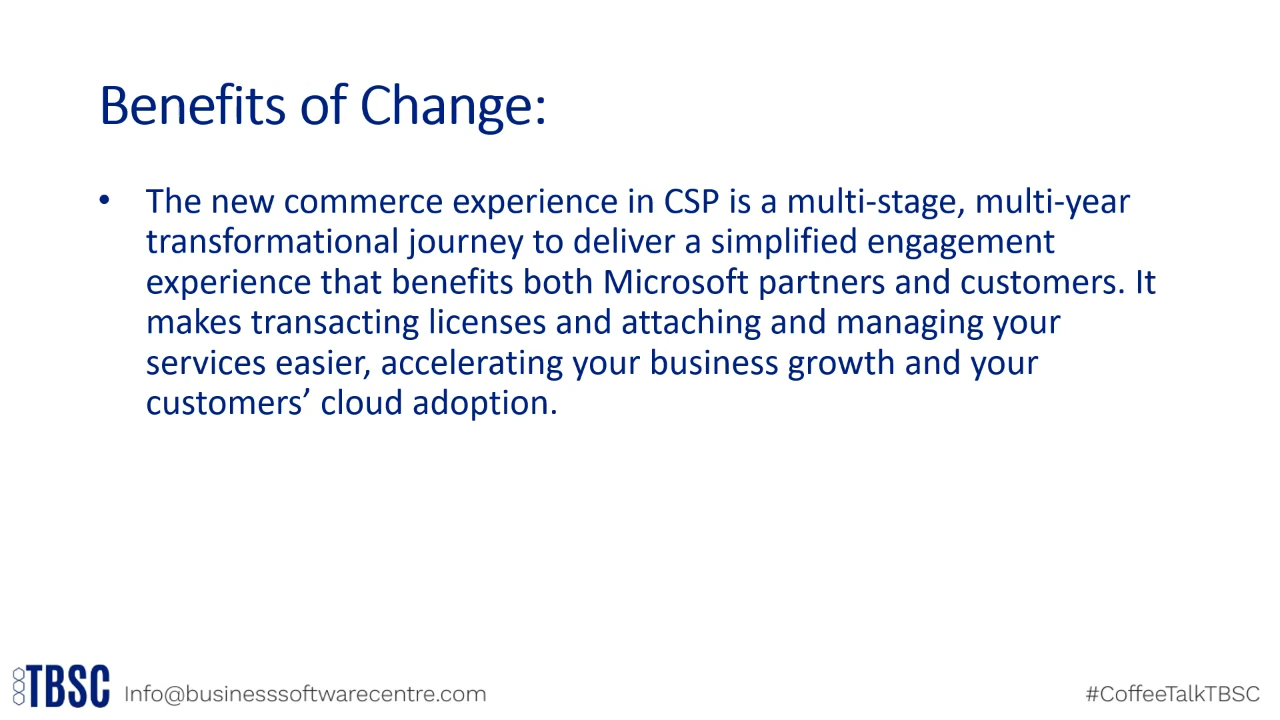 Benefits of Change:
• The new commerce experience in CSP is a multi-stage, multi-year
transformational journey to deliver a simplified engagement
experience that benefits both Microsoft partners and customers. It
makes transacting licenses and attaching and managing your
services easier, accelerating your business growth and your
customers’ cloud adoption.
TBSC Info@businesssoftwarecentre.com #CoffeeTalkTBSC